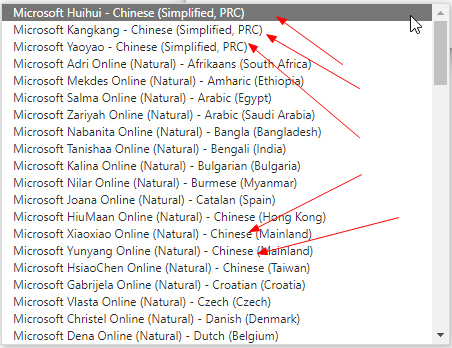 Microsoft Huihui - Chinese (Simplified, PRC)
Microsoft Kangkang - Chinese (Simplified, PRC)
Microsoft Yaoyao - Chinese (Simplified, PRC)
Microsoft Adri Online (Natural) - Afrikaans (South Africa)
Microsoft Mekdes Online (Natural) - Amharic (Ethiopia)
Microsoft Salma Online (Natural) - Arabic (Egypt)
Microsoft Zariyah Online (Natural) - Arabic (Saudi Arabia)
Microsoft Nabanita Online (Natural) - Bangla (Bangladesh)
Microsoft Tanishaa Online (Natural) - Bengali (India)
Microsoft Kalina Online (Natural) - Bulgarian (Bulgaria)
Microsoft Nilar Online (Natural) - Burmese (Myanmar)
Microsoft Joana Online (Natural) - Catalan (Spain)
Microsoft HiuMaan Online (Natural) - Chinese (Hong Kong)
Microsoft Xiaoxiao Online (Natural) - Chinese (Mainland)
Microsoft Yunyang Online (Natural) - Chinese (Mainland)
Microsoft HsiaoChen Online (Natural) - Chinese (Taiwan)
Microsoft Gabrijela Online (Natural) - Croatian (Croatia)
Microsoft Vlasta Online (Natural) - Czech (Czech)
Microsoft Christel Online (Natural) - Danish (Denmark)
Microsoft Dena Online (Natural) - Dutch (Belgium)